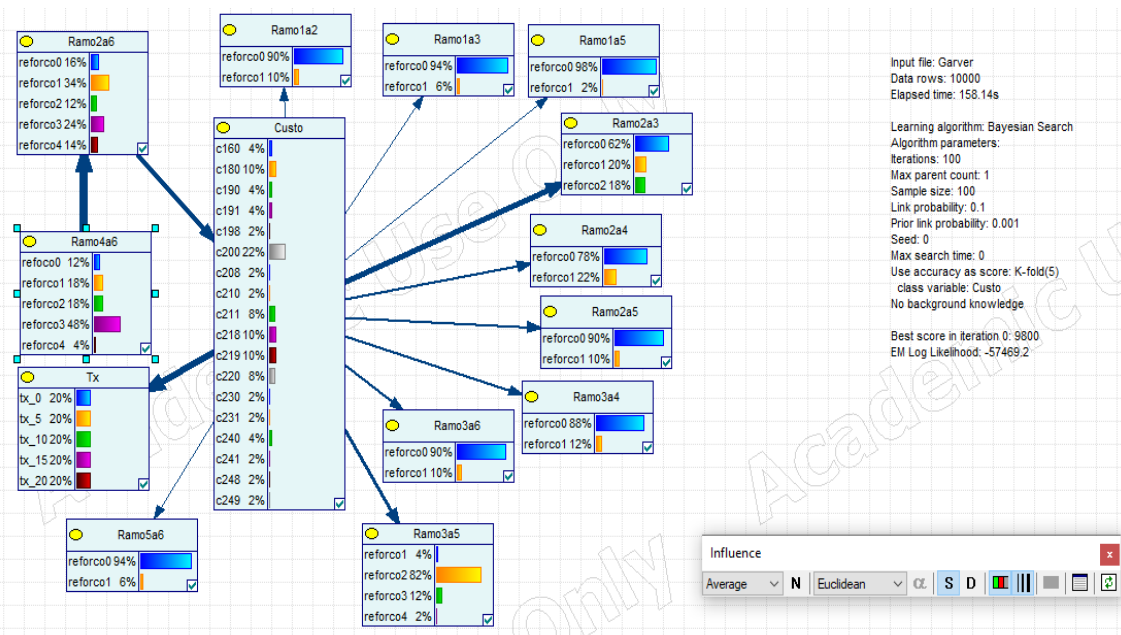 Ramo2a6
reforco0 16%
reforco1 34%
reforco2 12%
reforco3 24%
reforco4 14%
Ramo1a2
reforco0 90%
reforco1 10%
Ramo1a3
reforco0 94%
reforco1 6%
Ramo1a5
reforco0 98%
reforco1 2%
Ramo2a3
reforco0 62%
reforco1 20%
reforco2 18%
Custo
c160 4%
c180 10%
c190 4%
c191 4%
c198 2%
c200 22%
c208 2%
c210 2%
c211 8%
c218 10%
c219 10%
c220 8%
c230 2%
c231 2%
c240 4%
c241 2%
c248 2%
c249 2%
Ramo4a6
refoco0 12%
reforco1 18%
reforco2 18%
reforco3 48%
reforco4 4%
Ramo2a4
reforco0 78%
reforco1 22%
Ramo2a5
reforco0 90%
reforco1 10%
Tx
tx_0 20%
tx_5 20%
tx_10 20%
tx_15 20%
tx_20 20%
Ramo3a4
reforco0 88%
reforco1 12%
Ramo3a6
reforco0 90%
reforco1 10%
Ramo5a6
reforco0 94%
reforco1 6%
Ramo3a5
reforco1 4%
reforco2 82%
reforco3 12%
reforco4 2%
Input file: Garver
Data rows: 10000
Elapsed time: 158.14s
Learning algorithm: Bayesian Search
Algorithm parameters:
Iterations: 100
Max parent count: 1
Sample size: 100
Link probability: 0.1
Prior link probability: 0.001
Seed: 0
Max search time: 0
Use accuracy as score: K-fold(5)
class variable: Custo
No background knowledge
Best score in iteration 0: 9800
EM Log Likelihood: -57469.2
Influence
x
Average N Euclidean α S D
use Only
Academic U
Only